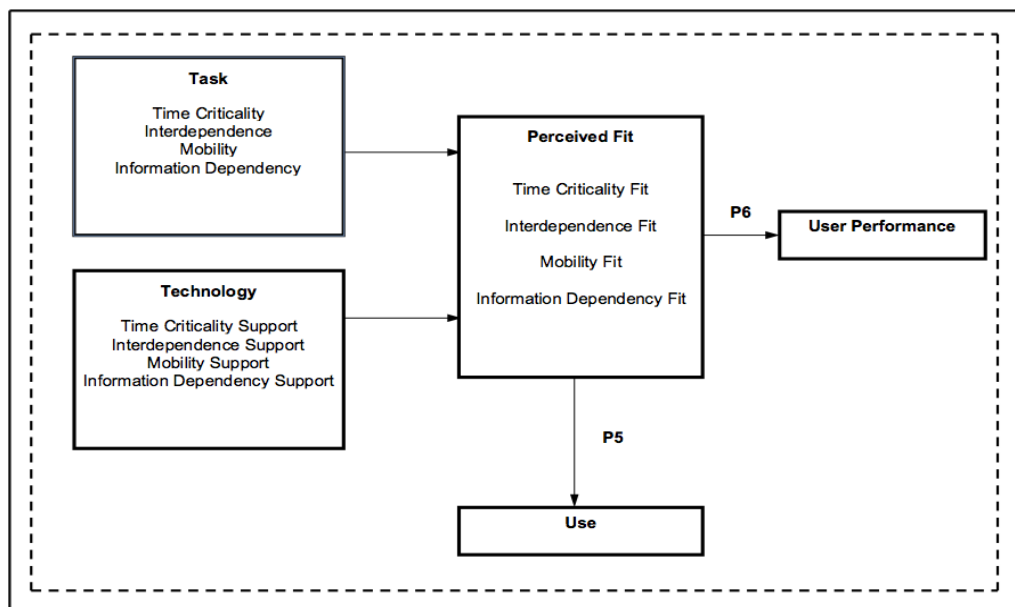 Task
Time Criticality
Interdependence
Mobility
Information Dependency
Technology
Time Criticality Support
Interdependence Support
Mobility Support
Information Dependency Support
Perceived Fit
Time Criticality Fit
Interdependence Fit
Mobility Fit
Information Dependency Fit
P6
User Performance
P5
Use